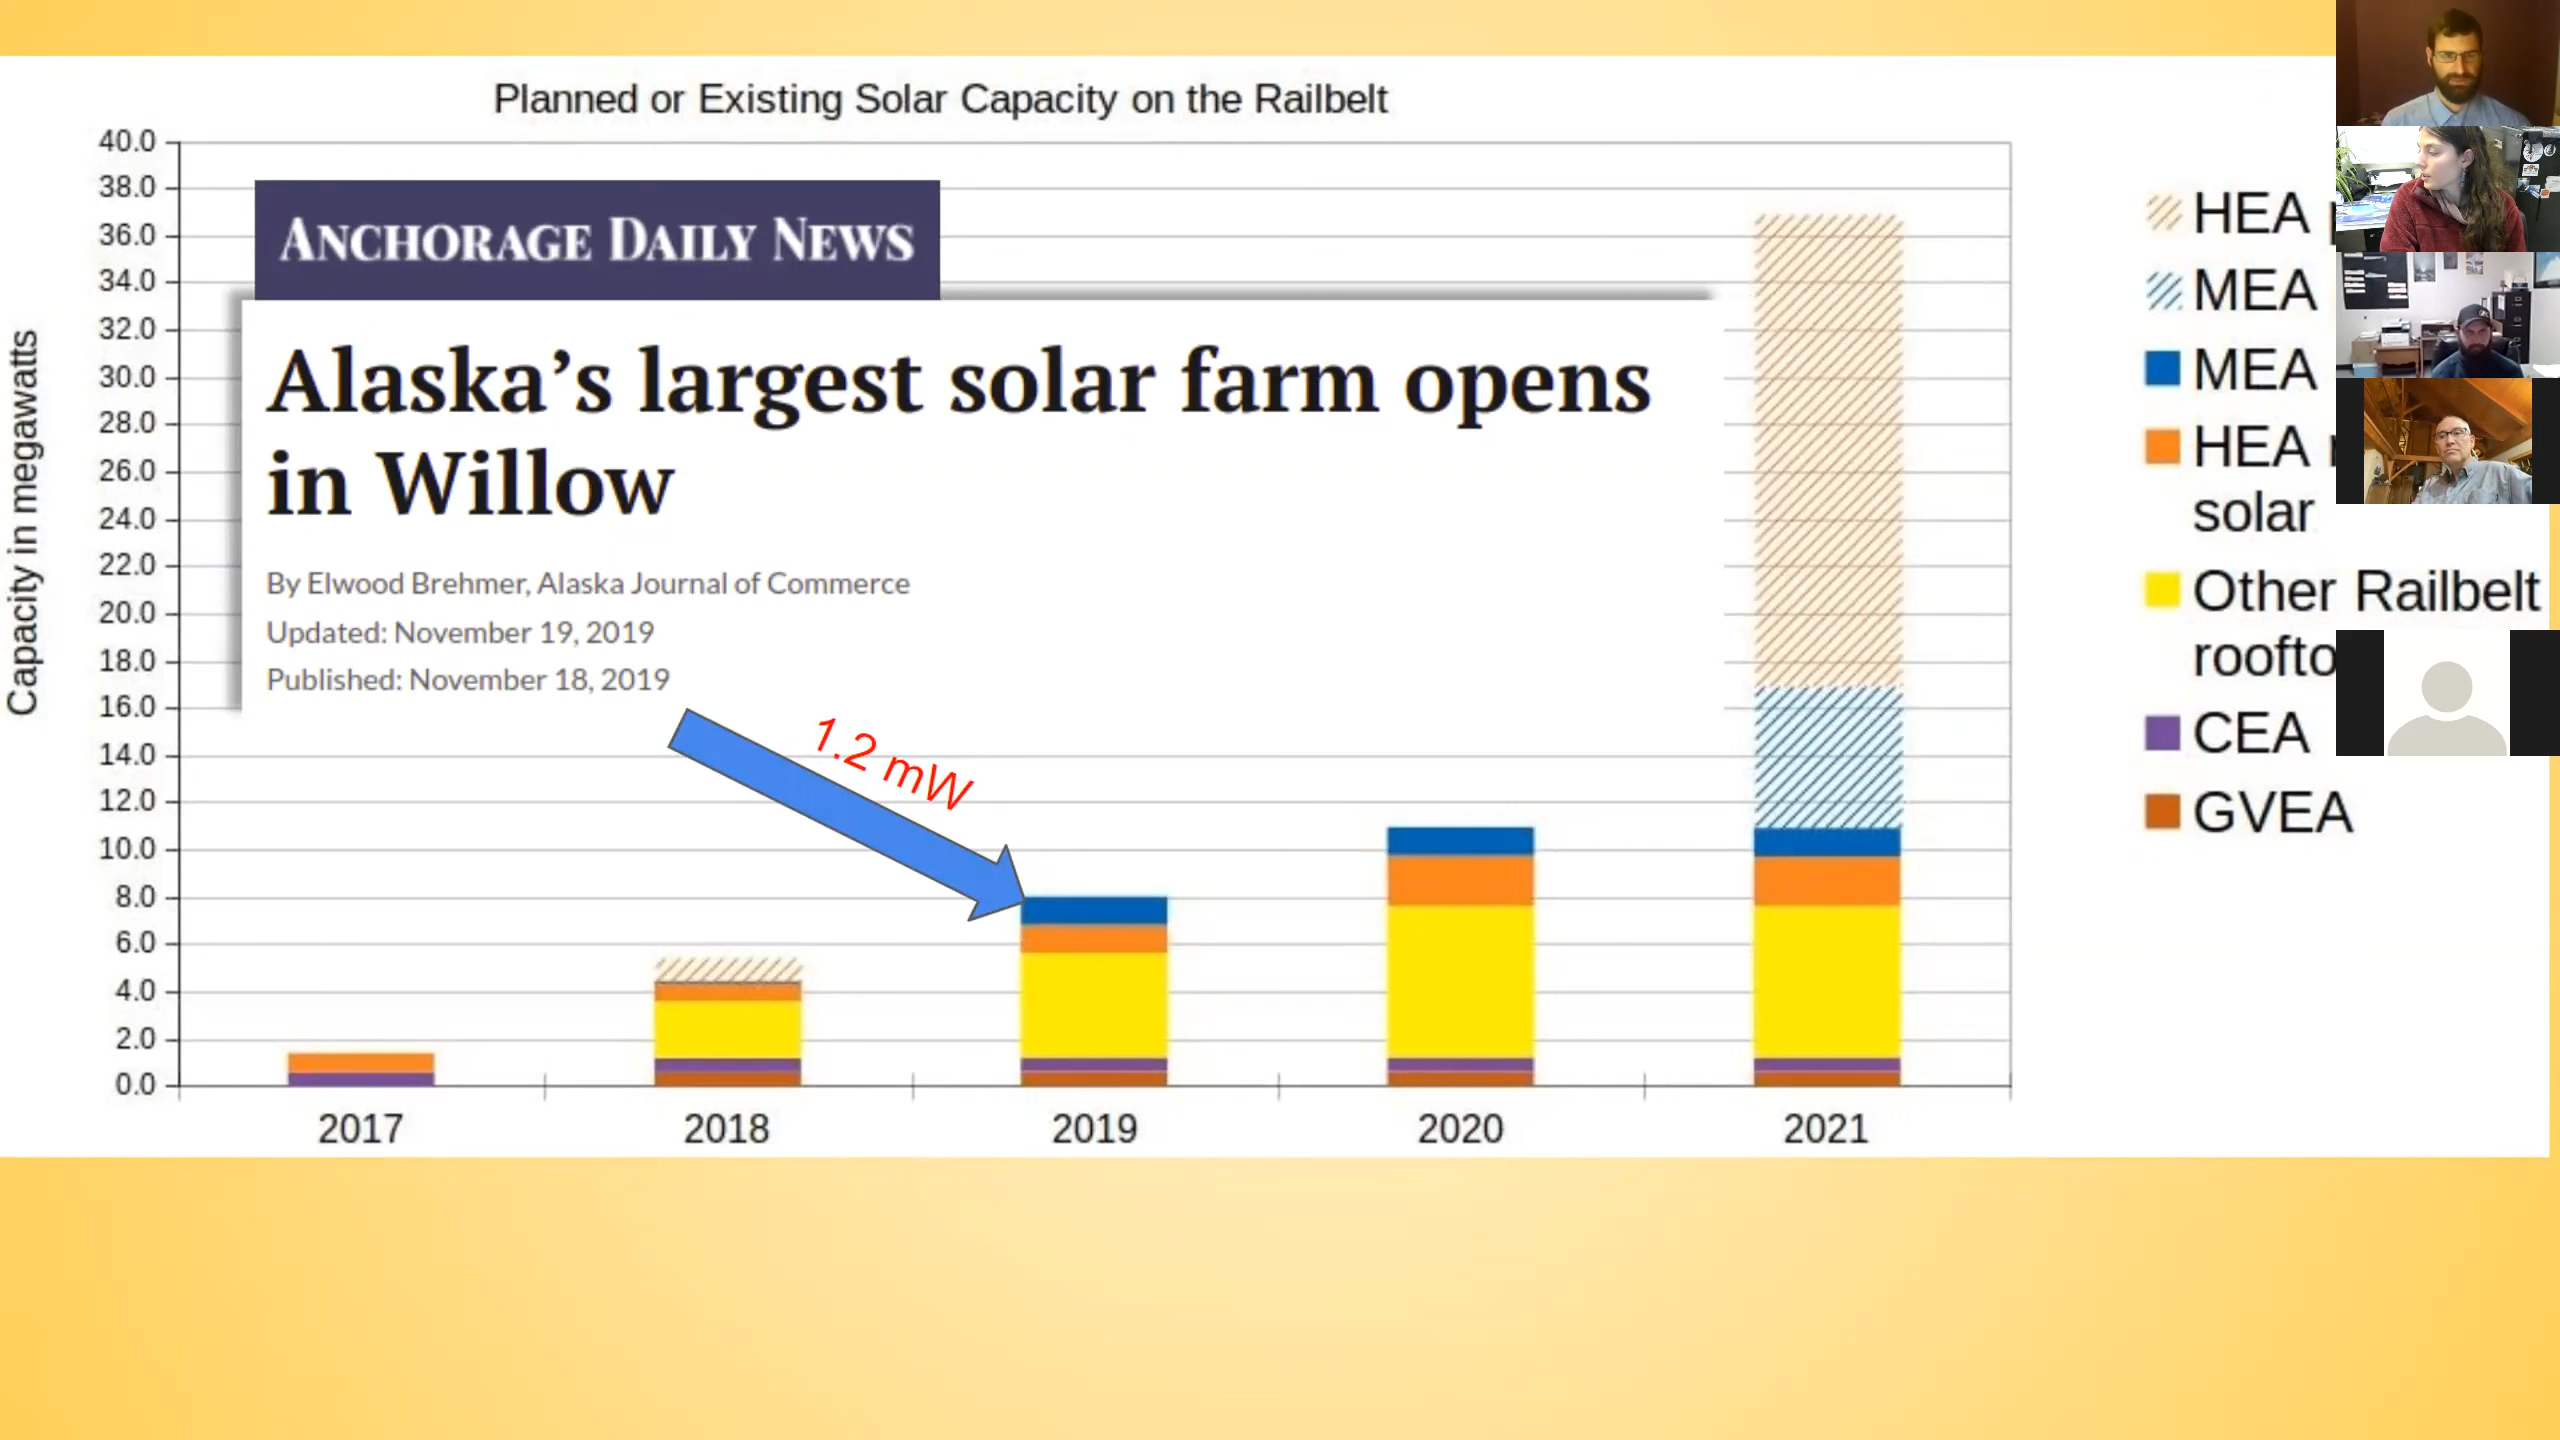 Planned or Existing Solar Capacity on the Railbelt
Capacity in megawatts
40.0
38.0
36.0
34.0
32.0
30.0
28.0
26.0
24.0
22.0
20.0
18.0
16.0
14.0
12.0
10.0
8.0
6.0
4.0
2.0
0.0
ANCHORAGE DAILY NEWS
Alaska's largest solar farm opens
in Willow
By Elwood Brehmer, Alaska Journal of Commerce
Updated: November 19, 2019
Published: November 18, 2019
1.2 mW
2017
2018
2019
2020
2021
HEA
MEA
MEA
HEA
solar
Other Railbelt
CEA
GVEA